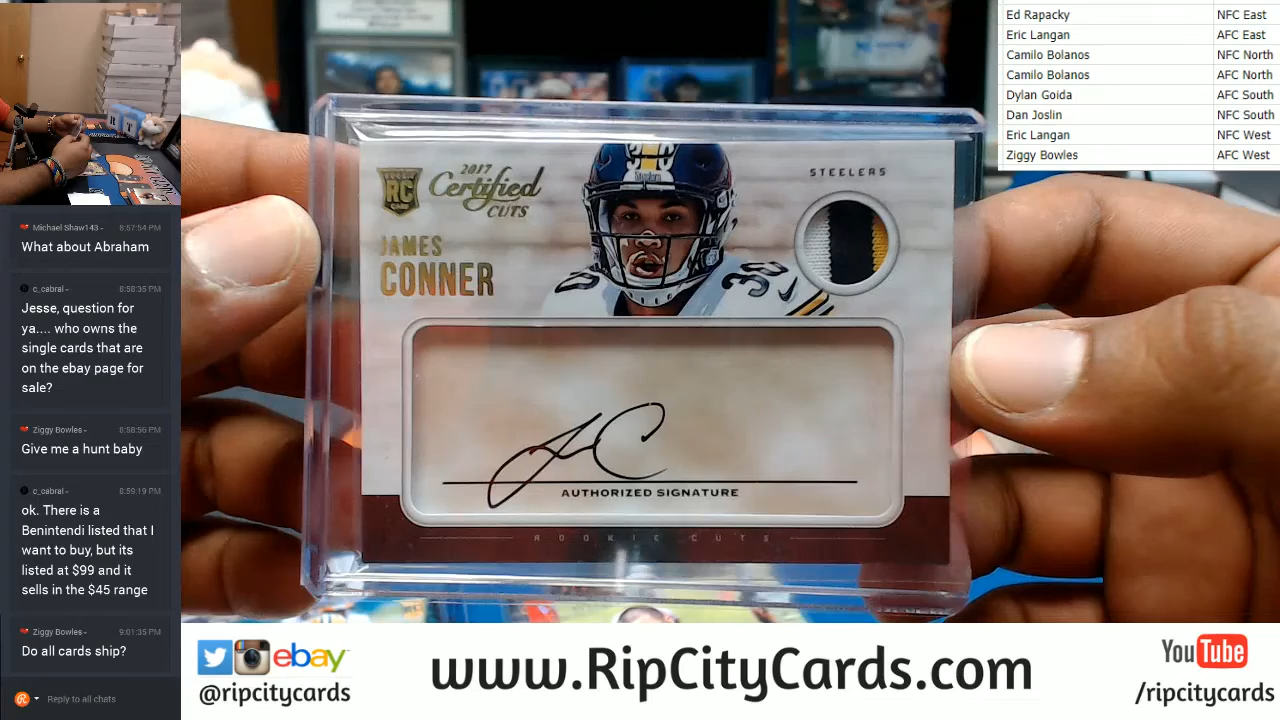 Ed Rapacky NFC East
Eric Langan AFC East
Camilo Bolanos NFC North
Camilo Bolanos AFC North
Dylan Goida AFC South
Dan Joslin NFC South
Eric Langan NFC West
Ziggy Bowles AFC West
Michael Shaw143 8:57:54 PM
What about Abraham
c_cabral 8:58:35 PM
Jesse, question for
ya.... who owns the
single cards that are
on the ebay page for
sale?
Ziggy Bowles 8:58:56 PM
Give me a hunt baby
c_cabral 8:59:19 PM
ok. There is a
Benintendi listed that I
want to buy, but its
listed at $99 and it
sells in the $45 range
Ziggy Bowles 9:01:35 PM
Do all cards ship?
Reply to all chats
RC
2017
Certified
CUTS
JAMES
CONNER
Steelers
30
STEELERS
JC
AUTHORIZED SIGNATURE
ROOKIE CUTS
ebay
@ripcitycards
www.RipCityCards.com
YouTube
/ripcitycards